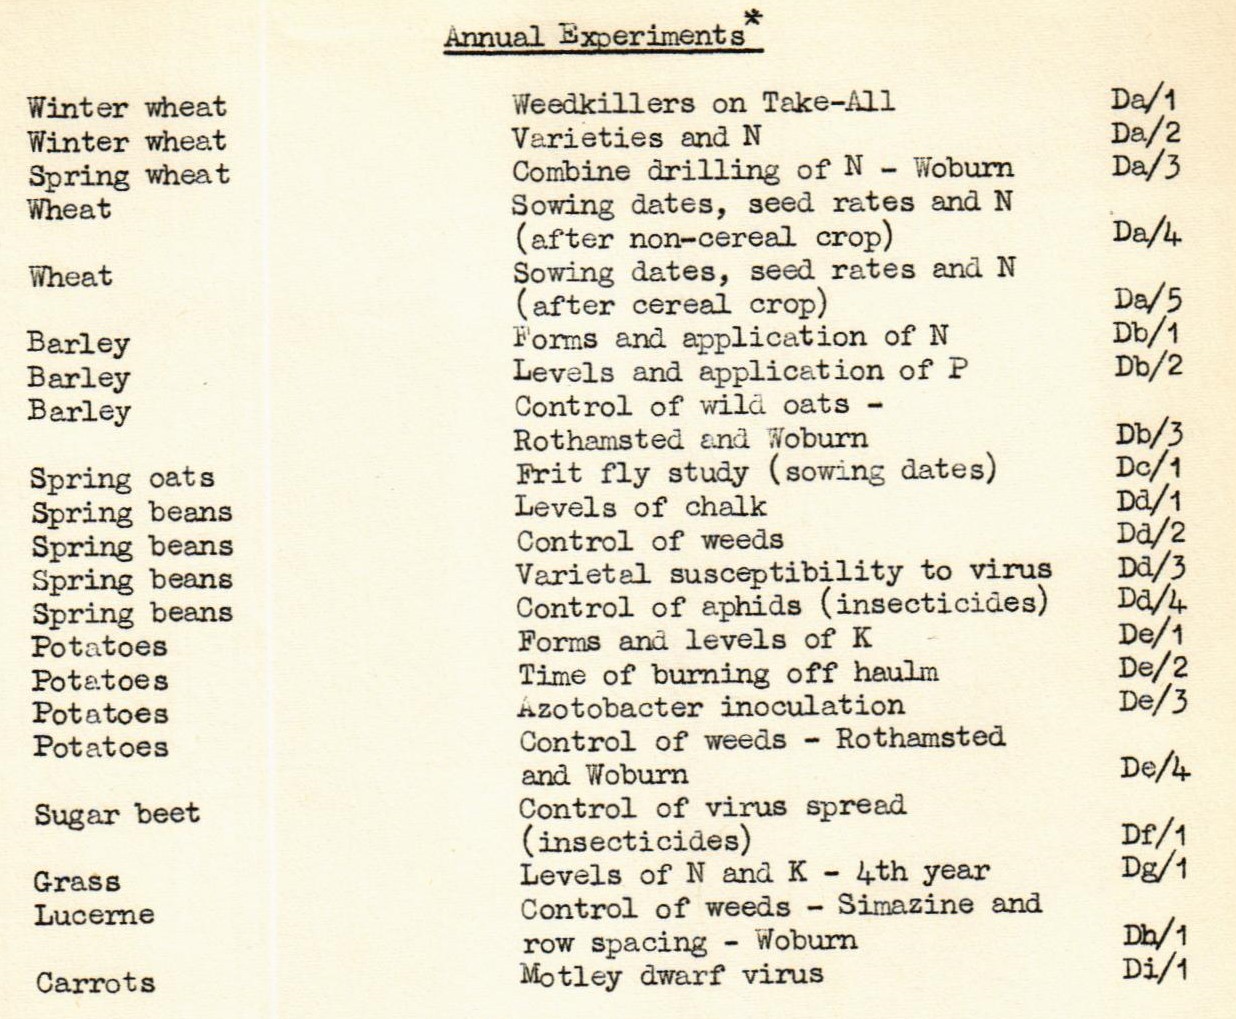 Annual Experiments*
Winter wheat Weedkillers on Take-All Da/1
Winter wheat Varieties and N Da/2
Spring wheat Combine drilling of N - Woburn Da/3
Wheat Sowing dates, seed rates and N
(after non-cereal crop) Da/4
Wheat Sowing dates, seed rates and N
(after cereal crop) Da/5
Barley Forms and application of N Db/1
Barley Levels and application of P Db/2
Barley Control of wild oats -
Rothamsted and Woburn Db/3
Spring oats Frit fly study (sowing dates) Dc/1
Spring beans Levels of chalk Dd/1
Spring beans Control of weeds Dd/2
Spring beans Varietal susceptibility to virus Dd/3
Spring beans Control of aphids (insecticides) Dd/4
Potatoes Forms and levels of K De/1
Potatoes Time of burning off haulm De/2
Potatoes Azotobacter inoculation De/3
Potatoes Control of weeds - Rothamsted
and Woburn De/4
Sugar beet Control of virus spread
(insecticides) Df/1
Grass Levels of N and K - 4th year Dg/1
Lucerne Control of weeds - Simazine and
row spacing - Woburn Dh/1
Carrots Motley dwarf virus Di/1